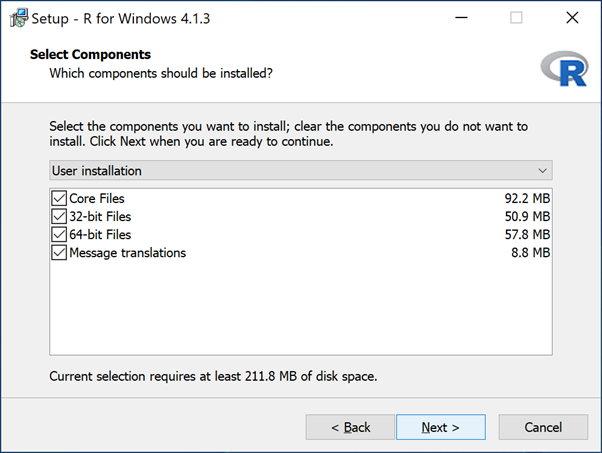 Setup - R for Windows 4.1.3
Select Components
Which components should be installed?
R
Select the components you want to install; clear the components you do not want to
install. Click Next when you are ready to continue.
User installation
Core Files 92.2 MB
32-bit Files 50.9 MB
64-bit Files 57.8 MB
Message translations 8.8 MB
Current selection requires at least 211.8 MB of disk space.
< Back Next > Cancel